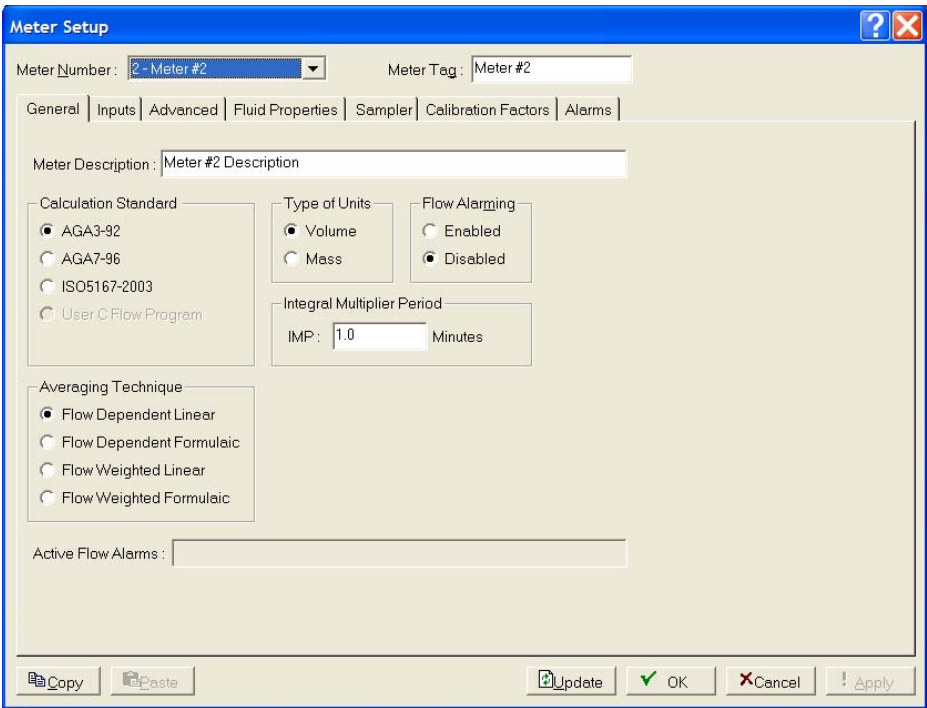 Meter Setup
Meter Number : 2 - Meter #2 Meter Tag : Meter #2
General Inputs Advanced Fluid Properties Sampler Calibration Factors Alarms
Meter Description : Meter #2 Description
Calculation Standard
AGA3-92
AGA7-96
ISO5167-2003
User C Flow Program
Type of Units
Volume
Mass
Flow Alarming
Enabled
Disabled
Integral Multiplier Period
IMP : 1.0 Minutes
Averaging Technique
Flow Dependent Linear
Flow Dependent Formulaic
Flow Weighted Linear
Flow Weighted Formulaic
Active Flow Alarms :
Copy Paste Update OK Cancel ! Apply